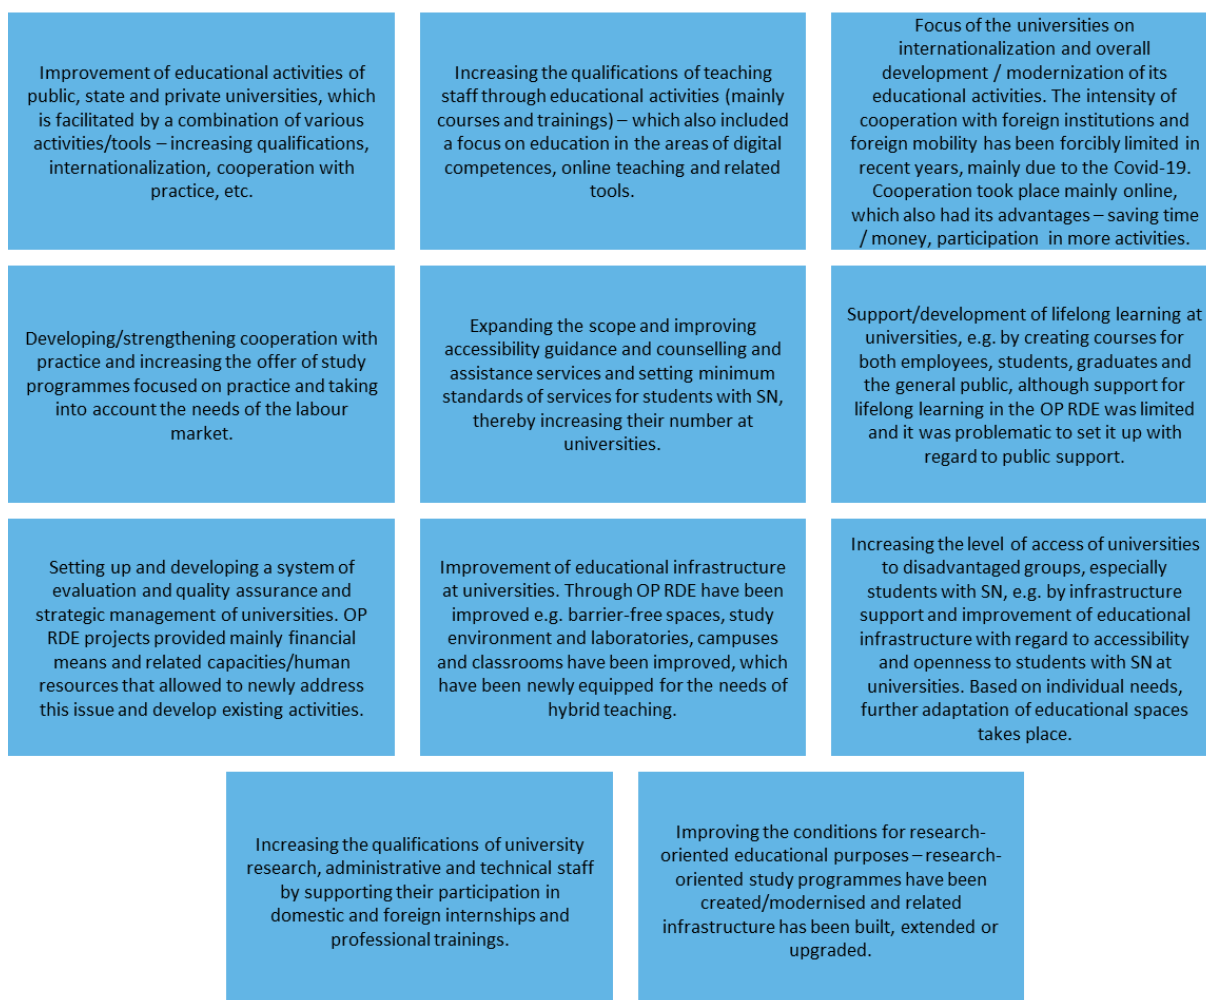 Improvement of educational activities of
public, state and private universities, which
is facilitated by a combination of various
activities/tools – increasing qualifications,
internationalization, cooperation with
practice, etc.
Increasing the qualifications of teaching
staff through educational activities (mainly
courses and trainings) – which also included
a focus on education in the areas of digital
competences, online teaching and related
tools.
Focus of the universities on
internationalization and overall
development / modernization of its
educational activities. The intensity of
cooperation with foreign institutions and
foreign mobility has been forcibly limited in
recent years, mainly due to the Covid-19.
Cooperation took place mainly online,
which also had its advantages – saving time
/ money, participation in more activities.
Developing/strengthening cooperation with
practice and increasing the offer of study
programmes focused on practice and taking
into account the needs of the labour
market.
Expanding the scope and improving
accessibility guidance and counselling and
assistance services and setting minimum
standards of services for students with SN,
thereby increasing their number at
universities.
Support/development of lifelong learning at
universities, e.g. by creating courses for
both employees, students, graduates and
the general public, although support for
lifelong learning in the OP RDE was limited
and it was problematic to set it up with
regard to public support.
Setting up and developing a system of
evaluation and quality assurance and
strategic management of universities. OP
RDE projects provided mainly financial
means and related capacities/human
resources that allowed to newly address
this issue and develop existing activities.
Improvement of educational infrastructure
at universities. Through OP RDE have been
improved e.g. barrier-free spaces, study
environment and laboratories, campuses
and classrooms have been improved, which
have been newly equipped for the needs of
hybrid teaching.
Increasing the level of access of universities
to disadvantaged groups, especially
students with SN, e.g. by infrastructure
support and improvement of educational
infrastructure with regard to accessibility
and openness to students with SN at
universities. Based on individual needs,
further adaptation of educational spaces
takes place.
Increasing the qualifications of university
research, administrative and technical staff
by supporting their participation in
domestic and foreign internships and
professional trainings.
Improving the conditions for research-
oriented educational purposes – research-
oriented study programmes have been
created/modernised and related
infrastructure has been built, extended or
upgraded.